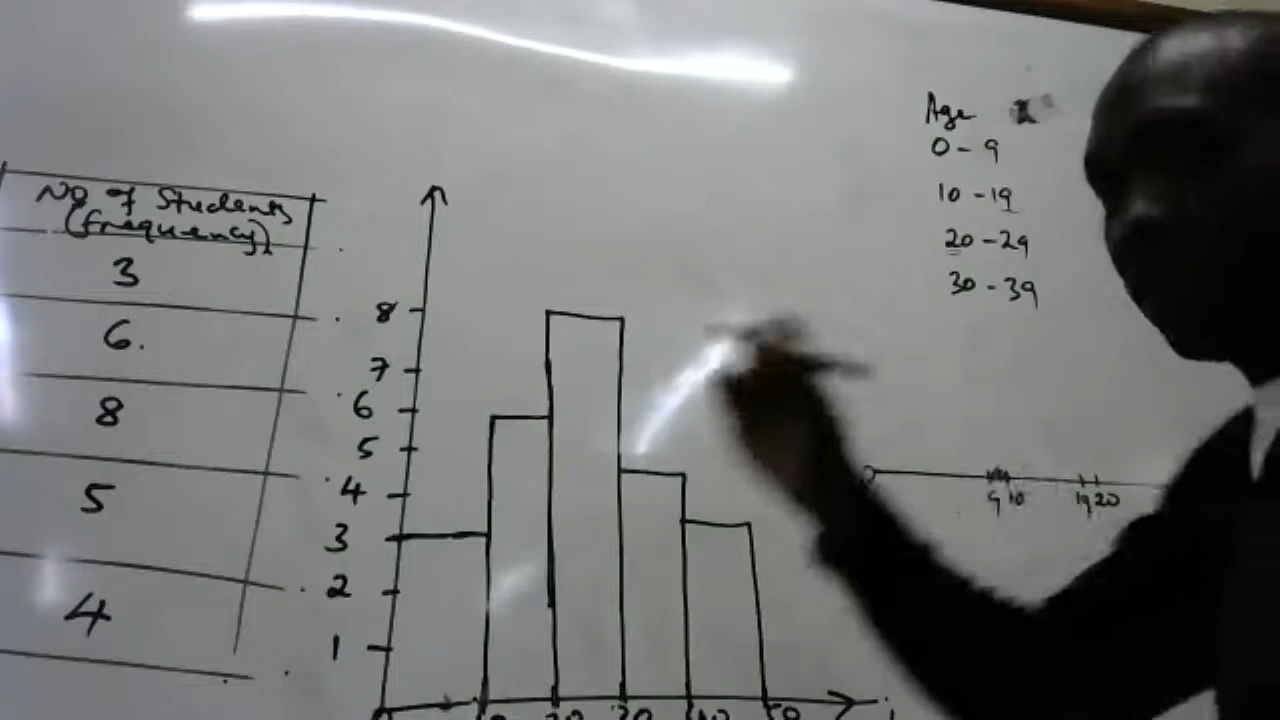 No of Students
(frequency)
3
6.
8
5
4
8
7
6
5
4
3
2
1
Age
0 - 9
10 - 19
20 - 29
30 - 39
9 10 19 20